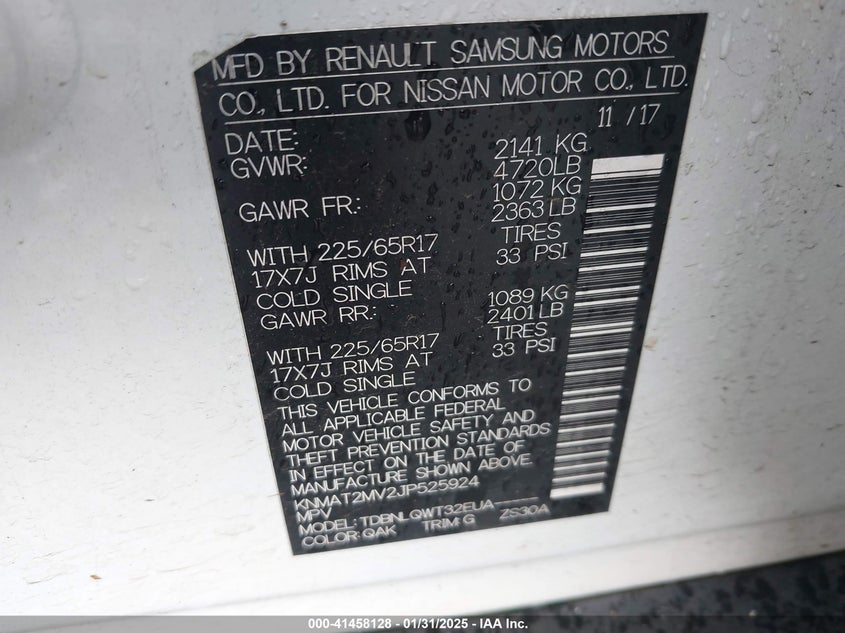 MFD BY RENAULT SAMSUNG MOTORS
CO., LTD. FOR NISSAN MOTOR CO., LTD.
DATE: 11 / 17
GVWR: 2141 KG
4720LB
GAWR FR: 1072 KG
2363LB
WITH 225/65R17 TIRES
17X7J RIMS AT 33 PSI
COLD SINGLE
GAWR RR: 1089 KG
2401LB
WITH 225/65R17 TIRES
17X7J RIMS AT 33 PSI
COLD SINGLE
THIS VEHICLE CONFORMS TO
ALL APPLICABLE FEDERAL
MOTOR VEHICLE SAFETY AND
THEFT PREVENTION STANDARDS
IN EFFECT ON THE DATE OF
MANUFACTURE SHOWN ABOVE.
KNMAT2MV2JP525924
MPV
MODEL: TDBNLQWT32EUA-----
COLOR: QAK TRIM: G ZS30A
000-41458128 - 01/31/2025 - IAA Inc.